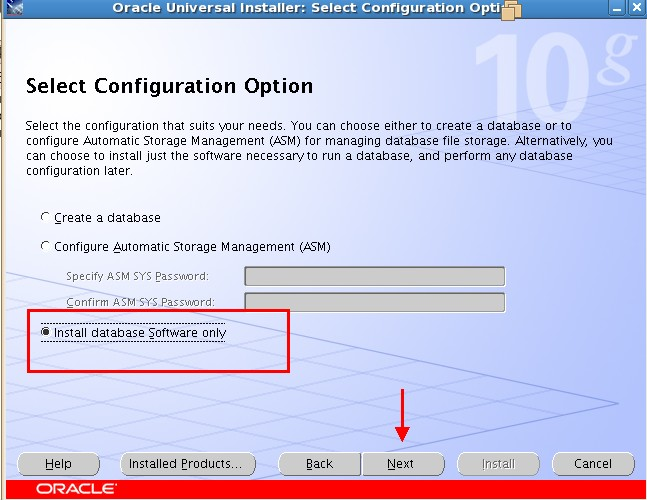 Oracle Universal Installer: Select Configuration Opti
10g
Select Configuration Option
Select the configuration that suits your needs. You can choose either to create a database or to
configure Automatic Storage Management (ASM) for managing database file storage. Alternatively, you
can choose to install just the software necessary to run a database, and perform any database
configuration later.
Create a database
Configure Automatic Storage Management (ASM)
Specify ASM SYS Password:
Confirm ASM SYS Password:
Install database Software only
Help Installed Products... Back Next Install Cancel
ORACLE